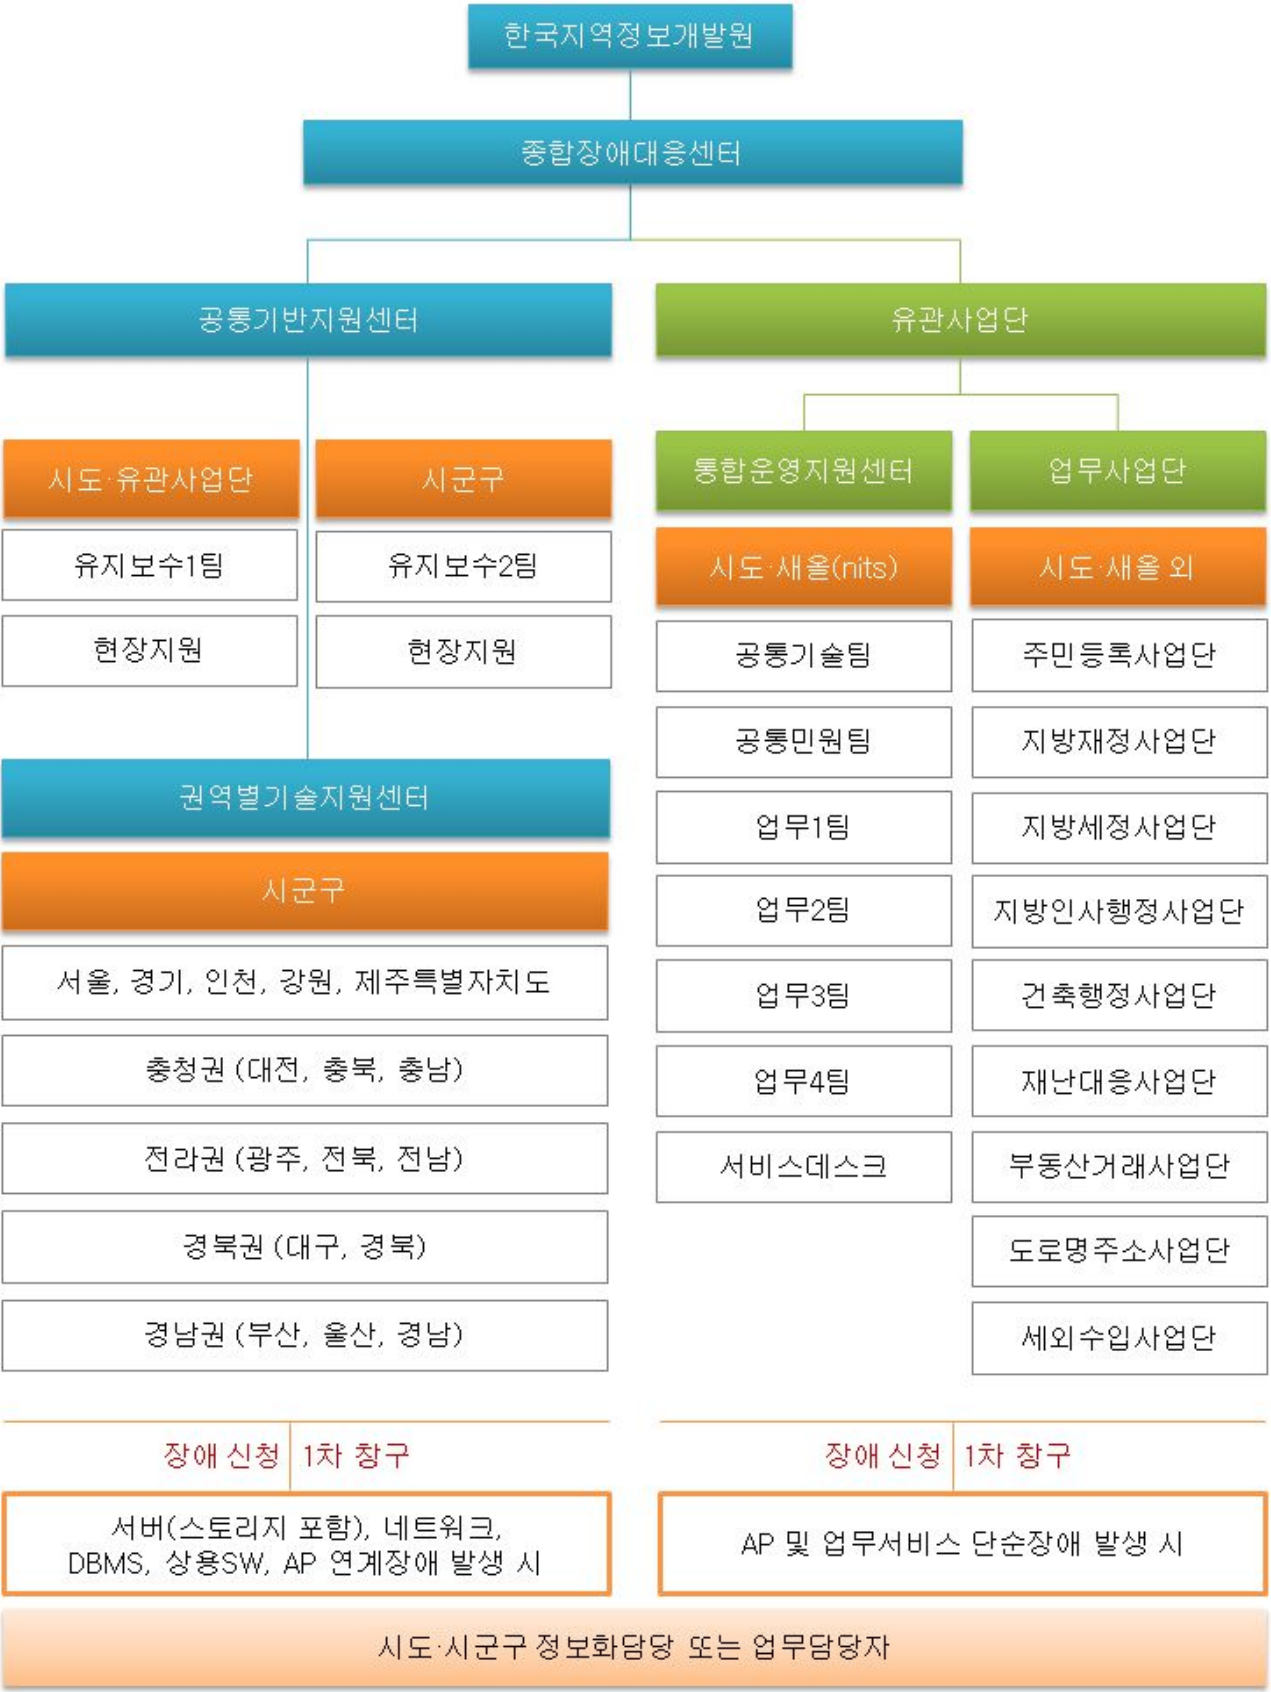 한국지역정보개발원
종합장애대응센터
공통기반지원센터
시도·유관사업단
시군구
유지보수1팀
유지보수2팀
현장지원
현장지원
권역별기술지원센터
시군구
서울, 경기, 인천, 강원, 제주특별자치도
충청권 (대전, 충북, 충남)
전라권 (광주, 전북, 전남)
경북권 (대구, 경북)
경남권 (부산, 울산, 경남)
장애 신청 1차 창구
서버(스토리지 포함), 네트워크,
DBMS, 상용SW, AP 연계장애 발생 시
유관사업단
통합운영지원센터
시도·새올(nits)
공통기술팀
공통민원팀
업무1팀
업무2팀
업무3팀
업무4팀
서비스데스크
업무사업단
시도·새올 외
주민등록사업단
지방재정사업단
지방세정사업단
지방인사행정사업단
건축행정사업단
재난대응사업단
부동산거래사업단
도로명주소사업단
세외수입사업단
장애 신청 1차 창구
AP 및 업무서비스 단순장애 발생 시
시도·시군구 정보화담당 또는 업무담당자